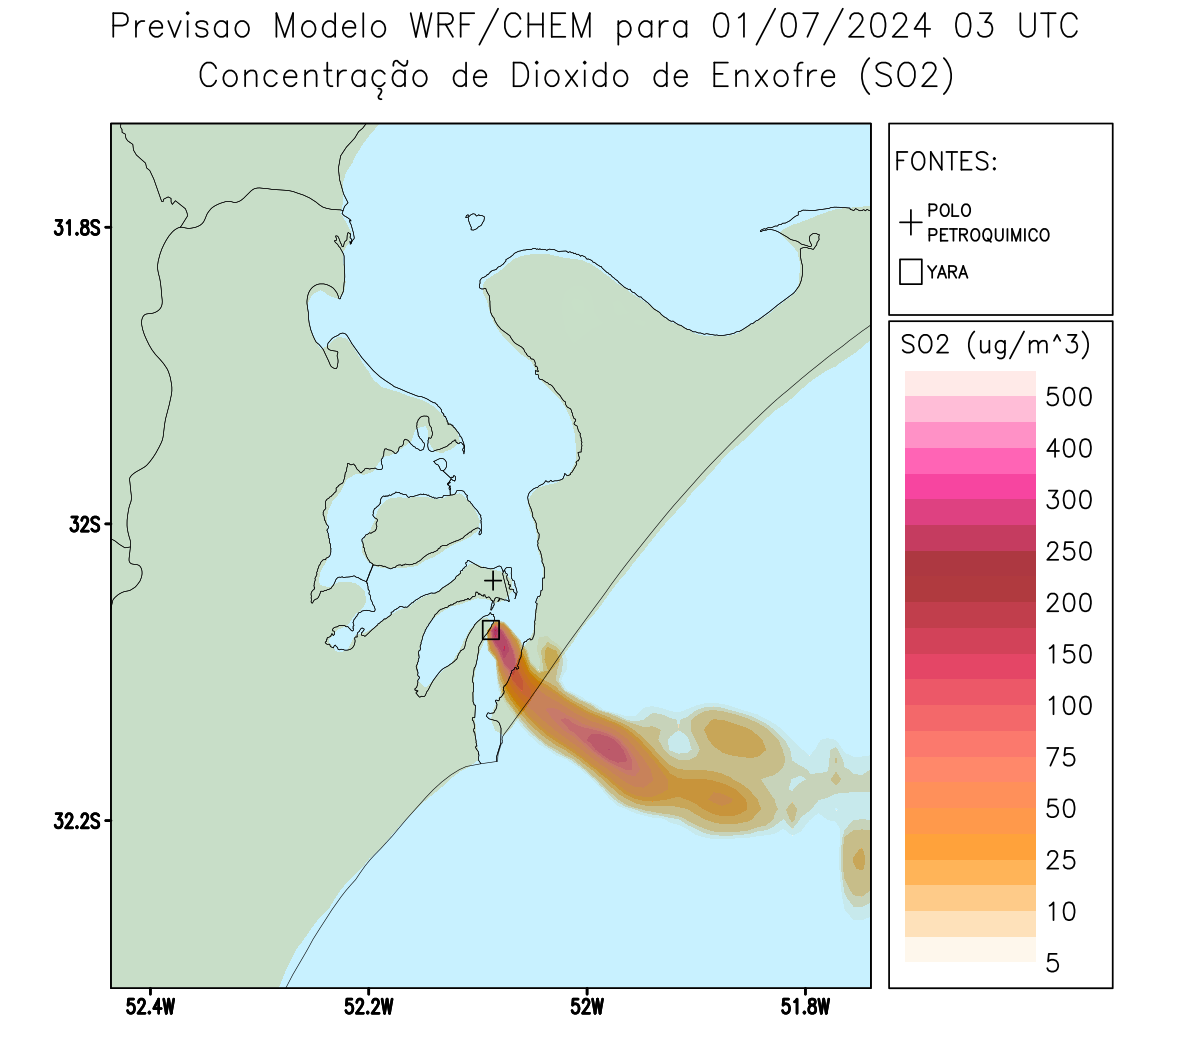 Previsao Modelo WRF/CHEM para 01/07/2024 03 UTC
Concentração de Dioxido de Enxofre (SO2)
FONTES:
POLO
PETROQUIMICO
YARA
SO2 (ug/m^3)
500
400
300
250
200
150
100
75
50
25
10
5
31.8S
32S
32.2S
52.4W
52.2W
52W
51.8W